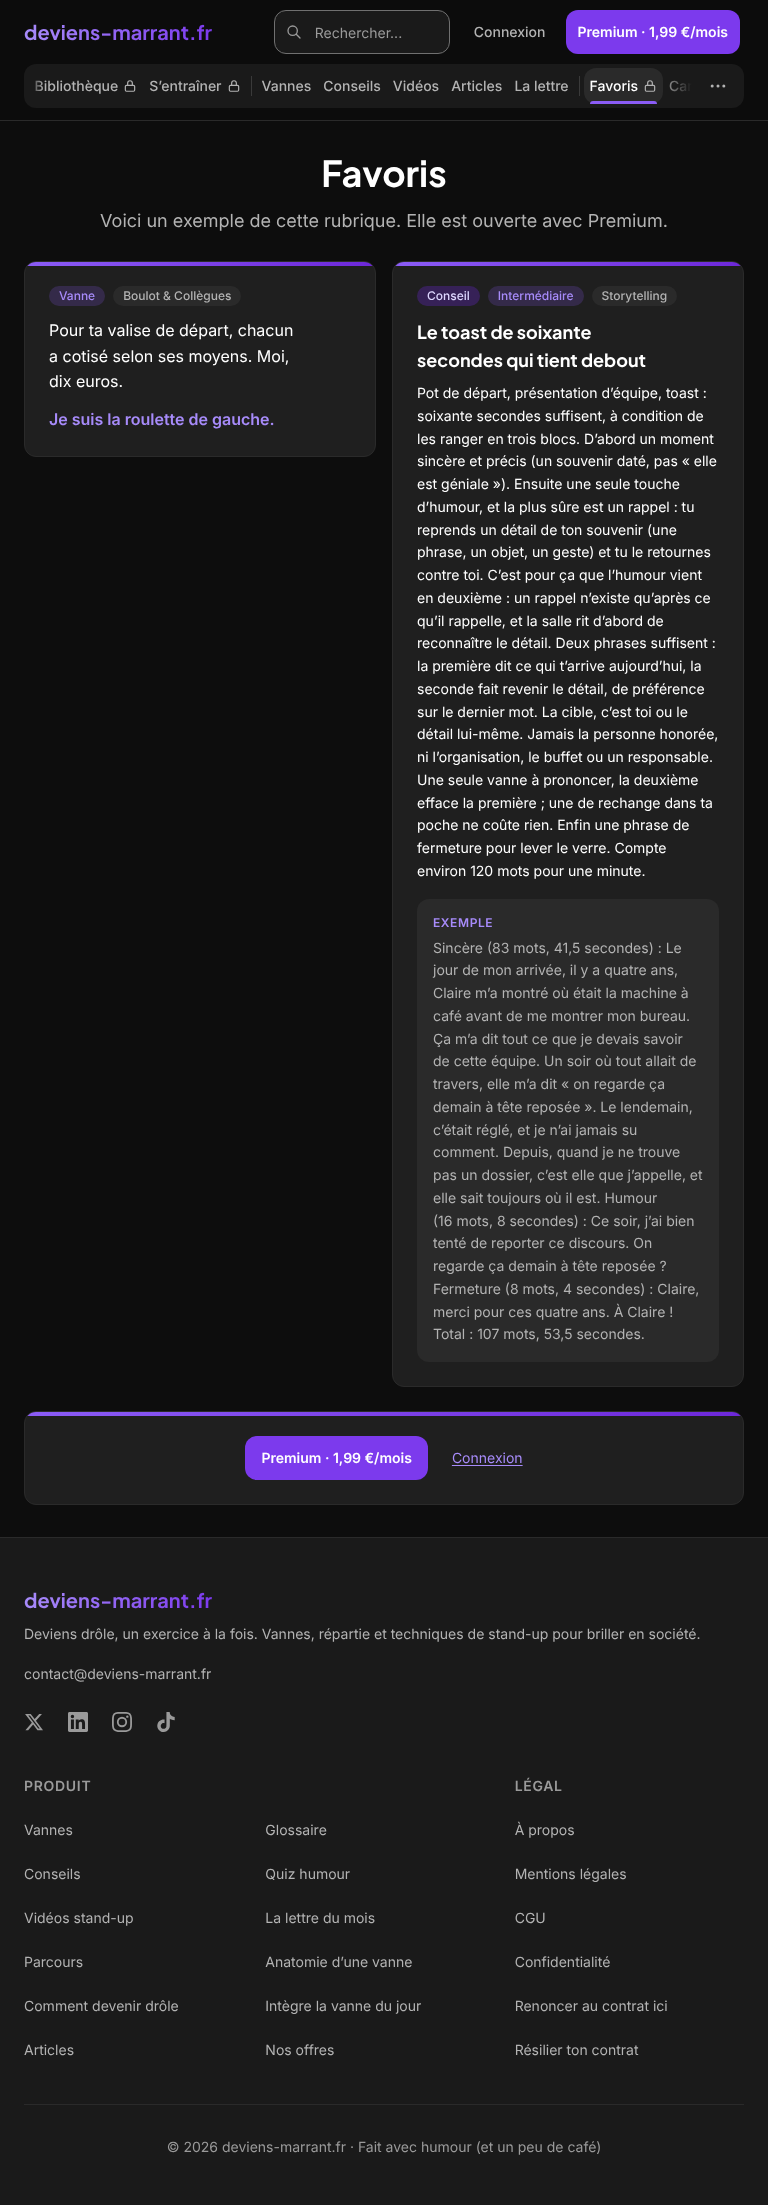 deviens-marrant.fr
Rechercher...
Connexion
Premium · 1,99 €/mois
Bibliothèque
S’entraîner
Vannes
Conseils
Vidéos
Articles
La lettre
Favoris
Favoris
Voici un exemple de cette rubrique. Elle est ouverte avec Premium.
Vanne
Boulot & Collègues
Pour ta valise de départ, chacun
a cotisé selon ses moyens. Moi,
dix euros.
Je suis la roulette de gauche.
Conseil
Intermédiaire
Storytelling
Le toast de soixante
secondes qui tient debout
Pot de départ, présentation d’équipe, toast :
soixante secondes suffisent, à condition de
les ranger en trois blocs. D’abord un moment
sincère et précis (un souvenir daté, pas « elle
est géniale »). Ensuite une seule touche
d’humour, et la plus sûre est un rappel : tu
reprends un détail de ton souvenir (une
phrase, un objet, un geste) et tu le retournes
contre toi. C’est pour ça que l’humour vient
en deuxième : un rappel n’existe qu’après ce
qu’il rappelle, et la salle rit d’abord de
reconnaître le détail. Deux phrases suffisent :
la première dit ce qui t’arrive aujourd’hui, la
seconde fait revenir le détail, de préférence
sur le dernier mot. La cible, c’est toi ou le
détail lui-même. Jamais la personne honorée,
ni l’organisation, le buffet ou un responsable.
Une seule vanne à prononcer, la deuxième
efface la première ; une de rechange dans ta
poche ne coûte rien. Enfin une phrase de
fermeture pour lever le verre. Compte
environ 120 mots pour une minute.
EXEMPLE
Sincère (83 mots, 41,5 secondes) : Le
jour de mon arrivée, il y a quatre ans,
Claire m’a montré où était la machine à
café avant de me montrer mon bureau.
Ça m’a dit tout ce que je devais savoir
de cette équipe. Un soir où tout allait de
travers, elle m’a dit « on regarde ça
demain à tête reposée ». Le lendemain,
c’était réglé, et je n’ai jamais su
comment. Depuis, quand je ne trouve
pas un dossier, c’est elle que j’appelle, et
elle sait toujours où il est. Humour
(16 mots, 8 secondes) : Ce soir, j’ai bien
tenté de reporter ce discours. On
regarde ça demain à tête reposée ?
Fermeture (8 mots, 4 secondes) : Claire,
merci pour ces quatre ans. À Claire !
Total : 107 mots, 53,5 secondes.
Premium · 1,99 €/mois
Connexion
deviens-marrant.fr
Deviens drôle, un exercice à la fois. Vannes, répartie et techniques de stand-up pour briller en société.
contact@deviens-marrant.fr
PRODUIT
Vannes
Conseils
Vidéos stand-up
Parcours
Comment devenir drôle
Articles
Glossaire
Quiz humour
La lettre du mois
Anatomie d’une vanne
Intègre la vanne du jour
Nos offres
LÉGAL
À propos
Mentions légales
CGU
Confidentialité
Renoncer au contrat ici
Résilier ton contrat
© 2026 deviens-marrant.fr · Fait avec humour (et un peu de café)